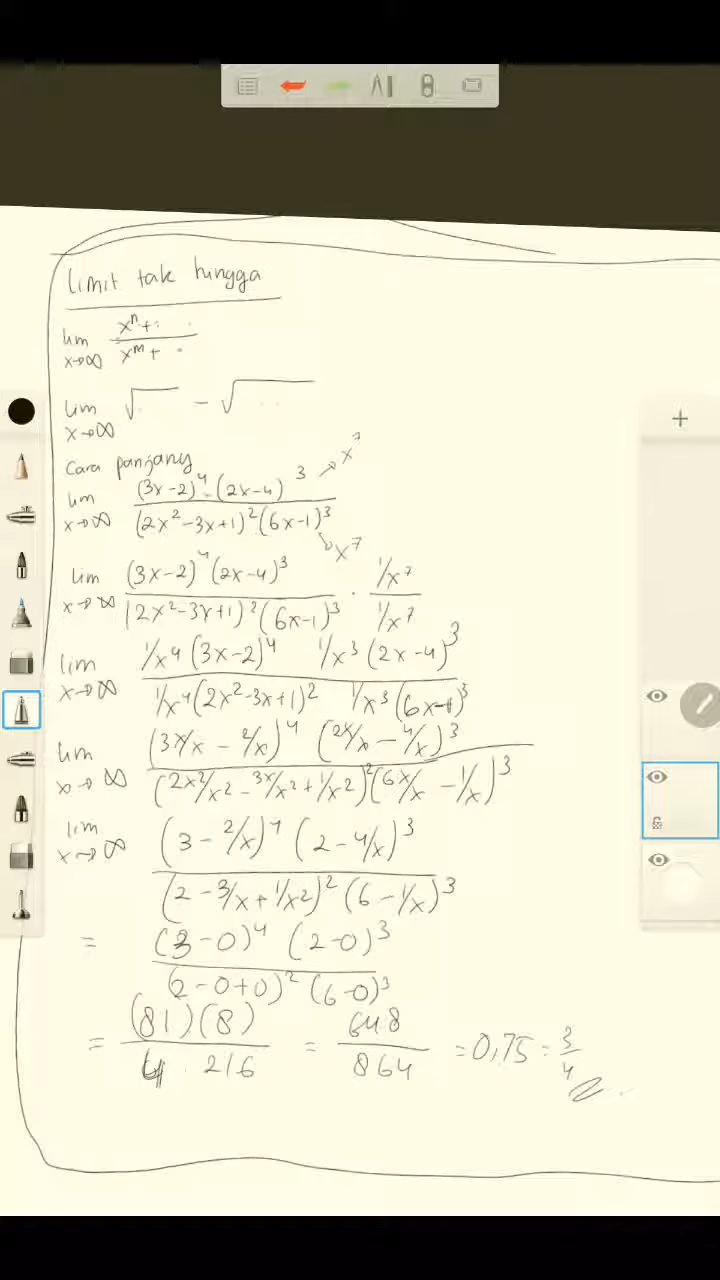 Limit tak hingga
lim x→∞ xⁿ + .. / xᵐ + ..
lim x→∞ √.. − √....
Cara panjang
lim x→∞ (3x−2)⁴ . (2x−4)³ / (2x²−3x+1)² (6x−1)³ → x⁷ → x⁷
lim x→∞ (3x−2)⁴ (2x−4)³ / (2x²−3x+1)² (6x−1)³ . 1/x⁷ / 1/x⁷
lim x→∞ 1/x⁴ (3x−2)⁴ 1/x³ (2x−4)³ / 1/x⁴ (2x²−3x+1)² 1/x³ (6x−1)³
lim x→∞ (3x/x − 2/x)⁴ (2x/x − 4/x)³ / (2x²/x² − 3x/x² + 1/x²)² (6x/x − 1/x)³
lim x→∞ (3 − 2/x)⁴ (2 − 4/x)³ / (2 − 3/x + 1/x²)² (6 − 1/x)³
= (3−0)⁴ (2−0)³ / (2−0+0)² (6−0)³
= (81)(8) / 4 . 216 = 648 / 864 = 0,75 = 3/4